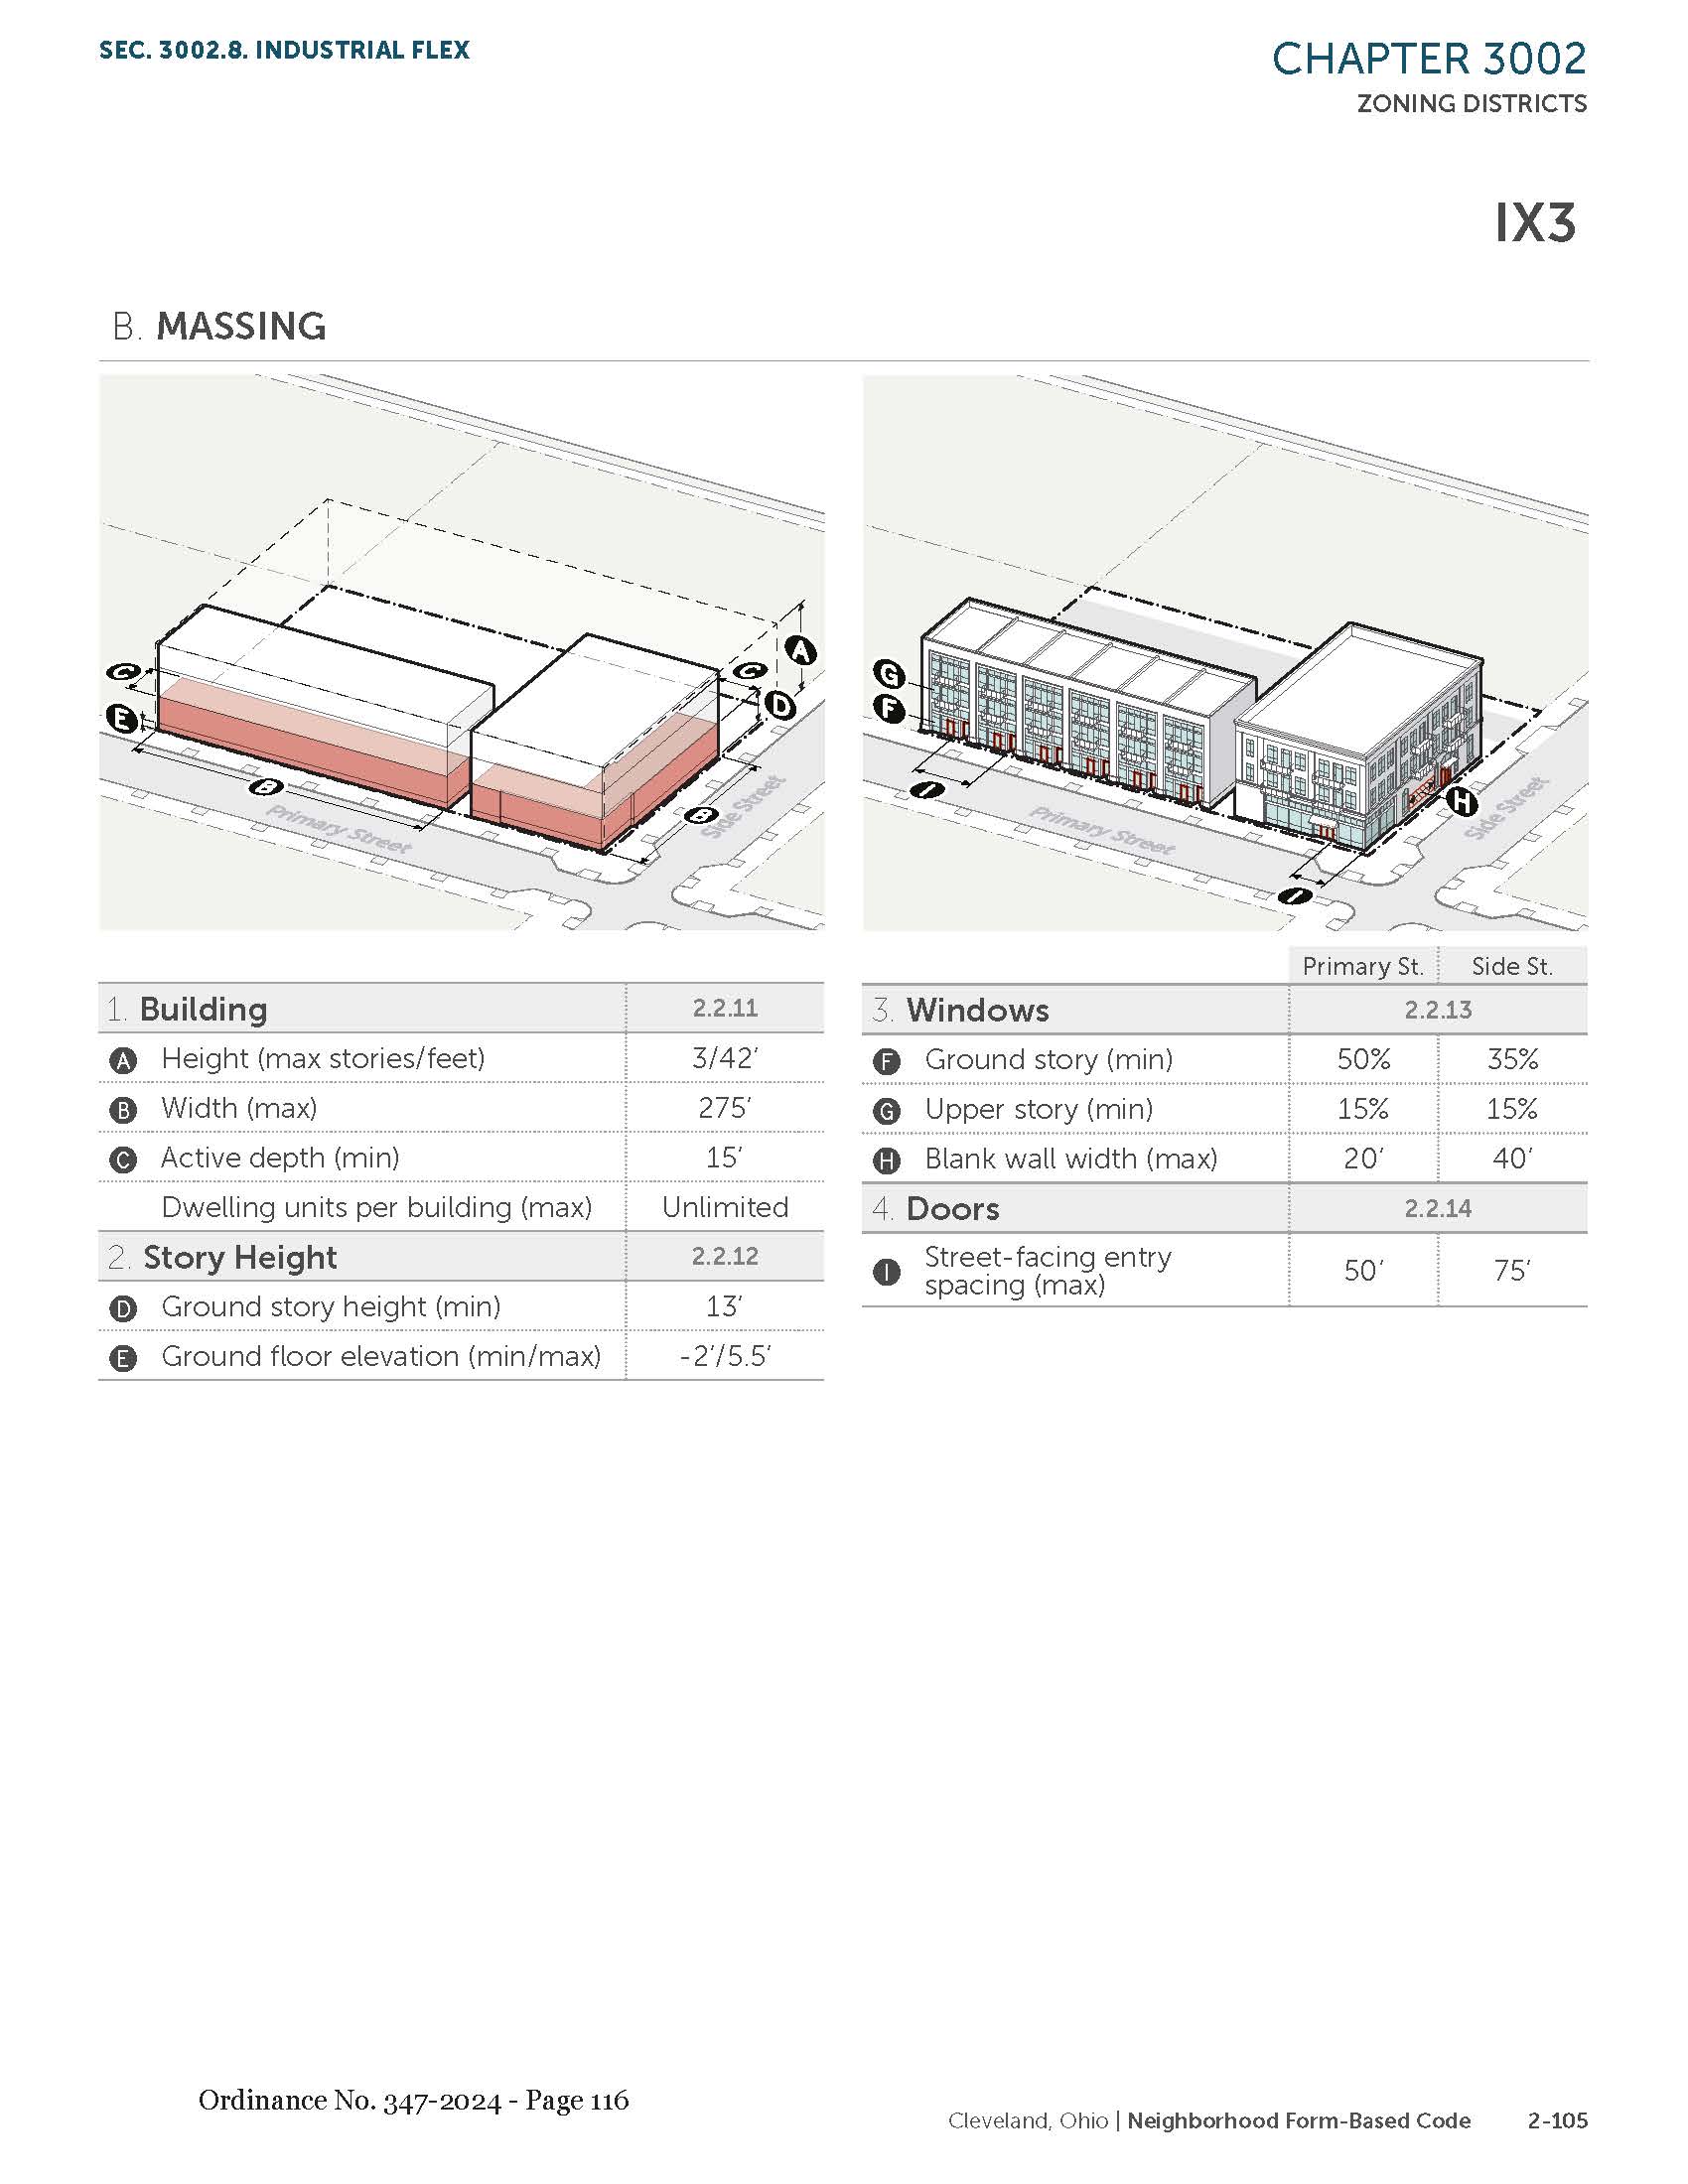 SEC. 3002.8. INDUSTRIAL FLEX
CHAPTER 3002
ZONING DISTRICTS
IX3
B. MASSING
A
C
C
D
E
B
B
Primary Street
Side Street
G
F
I
H
I
Primary Street
Side Street
1. Building 2.2.11
A Height (max stories/feet) 3/42′
B Width (max) 275′
C Active depth (min) 15′
Dwelling units per building (max) Unlimited
2. Story Height 2.2.12
D Ground story height (min) 13′
E Ground floor elevation (min/max) -2′/5.5′
Primary St. Side St.
3. Windows 2.2.13
F Ground story (min) 50% 35%
G Upper story (min) 15% 15%
H Blank wall width (max) 20′ 40′
4. Doors 2.2.14
I Street-facing entry
spacing (max) 50′ 75′
Ordinance No. 347-2024 - Page 116
Cleveland, Ohio | Neighborhood Form-Based Code 2-105